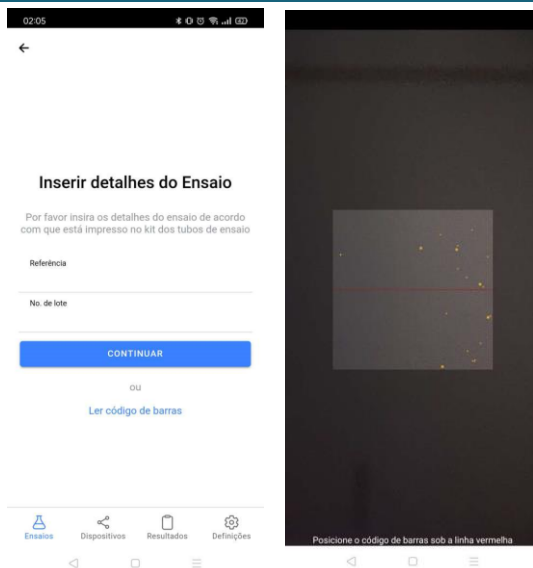 02:05
Inserir detalhes do Ensaio
Por favor insira os detalhes do ensaio de acordo
com que está impresso no kit dos tubos de ensaio
Referência
No. de lote
CONTINUAR
ou
Ler código de barras
Ensaios Dispositivos Resultados Definições
Posicione o código de barras sob a linha vermelha